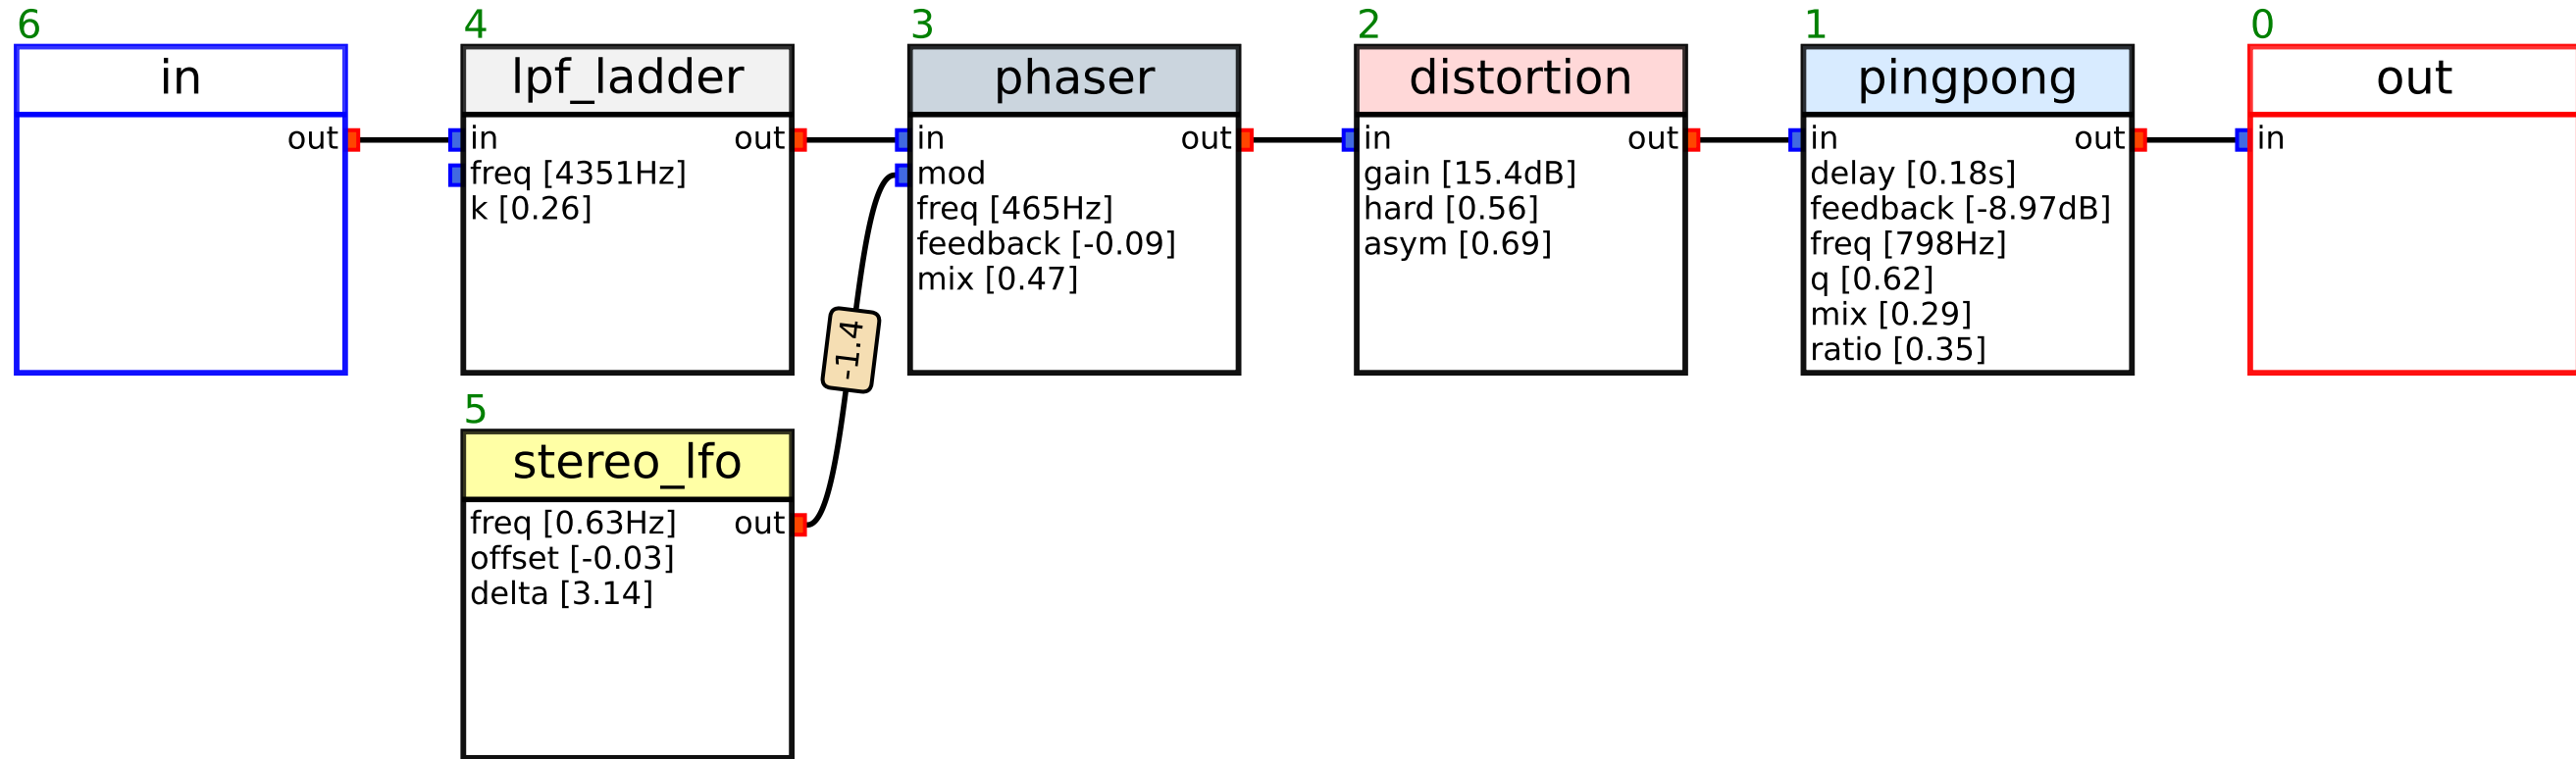 6
in
out
4
lpf_ladder
in out
freq [4351Hz]
k [0.26]
3
phaser
in out
mod
freq [465Hz]
feedback [-0.09]
mix [0.47]
2
distortion
in out
gain [15.4dB]
hard [0.56]
asym [0.69]
1
pingpong
in out
delay [0.18s]
feedback [-8.97dB]
freq [798Hz]
q [0.62]
mix [0.29]
ratio [0.35]
0
out
in
-1.4
5
stereo_lfo
freq [0.63Hz] out
offset [-0.03]
delta [3.14]